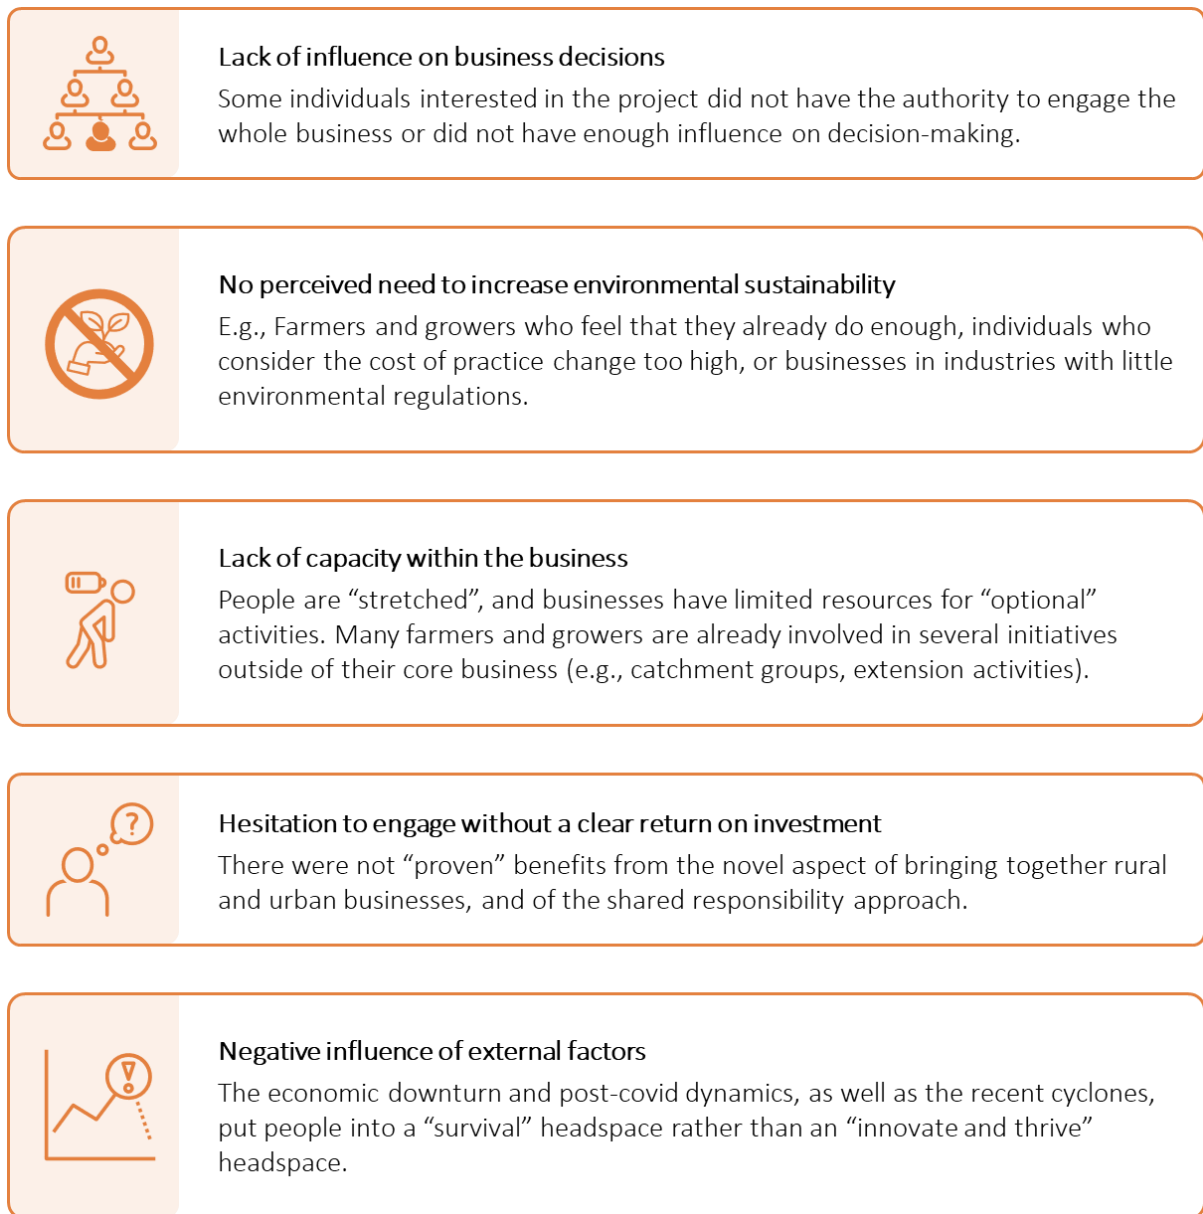 Lack of influence on business decisions
Some individuals interested in the project did not have the authority to engage the
whole business or did not have enough influence on decision-making.
No perceived need to increase environmental sustainability
E.g., Farmers and growers who feel that they already do enough, individuals who
consider the cost of practice change too high, or businesses in industries with little
environmental regulations.
Lack of capacity within the business
People are “stretched”, and businesses have limited resources for “optional”
activities. Many farmers and growers are already involved in several initiatives
outside of their core business (e.g., catchment groups, extension activities).
?
Hesitation to engage without a clear return on investment
There were not “proven” benefits from the novel aspect of bringing together rural
and urban businesses, and of the shared responsibility approach.
!
Negative influence of external factors
The economic downturn and post-covid dynamics, as well as the recent cyclones,
put people into a “survival” headspace rather than an “innovate and thrive”
headspace.